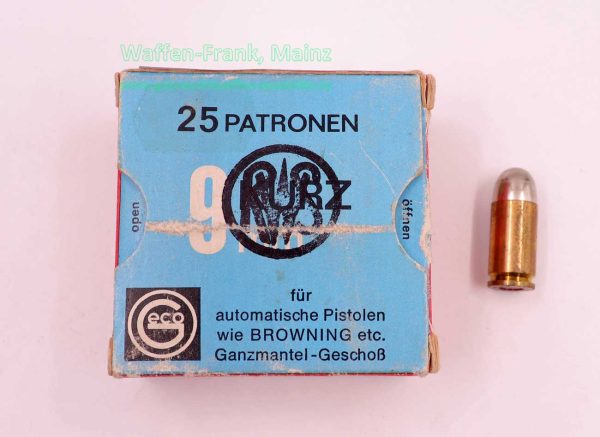 Waffen-Frank, Mainz
25 PATRONEN
9 KURZ
open
öffnen
Geco
für
automatische Pistolen
wie BROWNING etc.
Ganzmantel-Geschoß